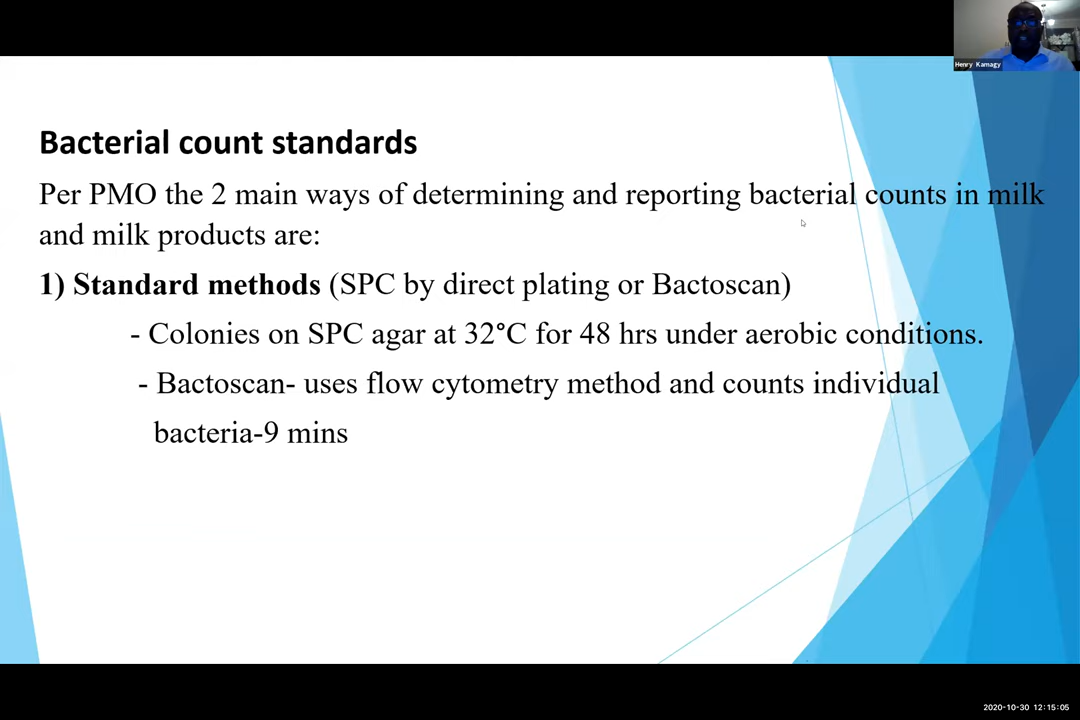 Henry Kamagy
Bacterial count standards
Per PMO the 2 main ways of determining and reporting bacterial counts in milk
and milk products are:
1) Standard methods (SPC by direct plating or Bactoscan)
- Colonies on SPC agar at 32°C for 48 hrs under aerobic conditions.
- Bactoscan- uses flow cytometry method and counts individual
bacteria-9 mins
2020-10-30 12:15:05